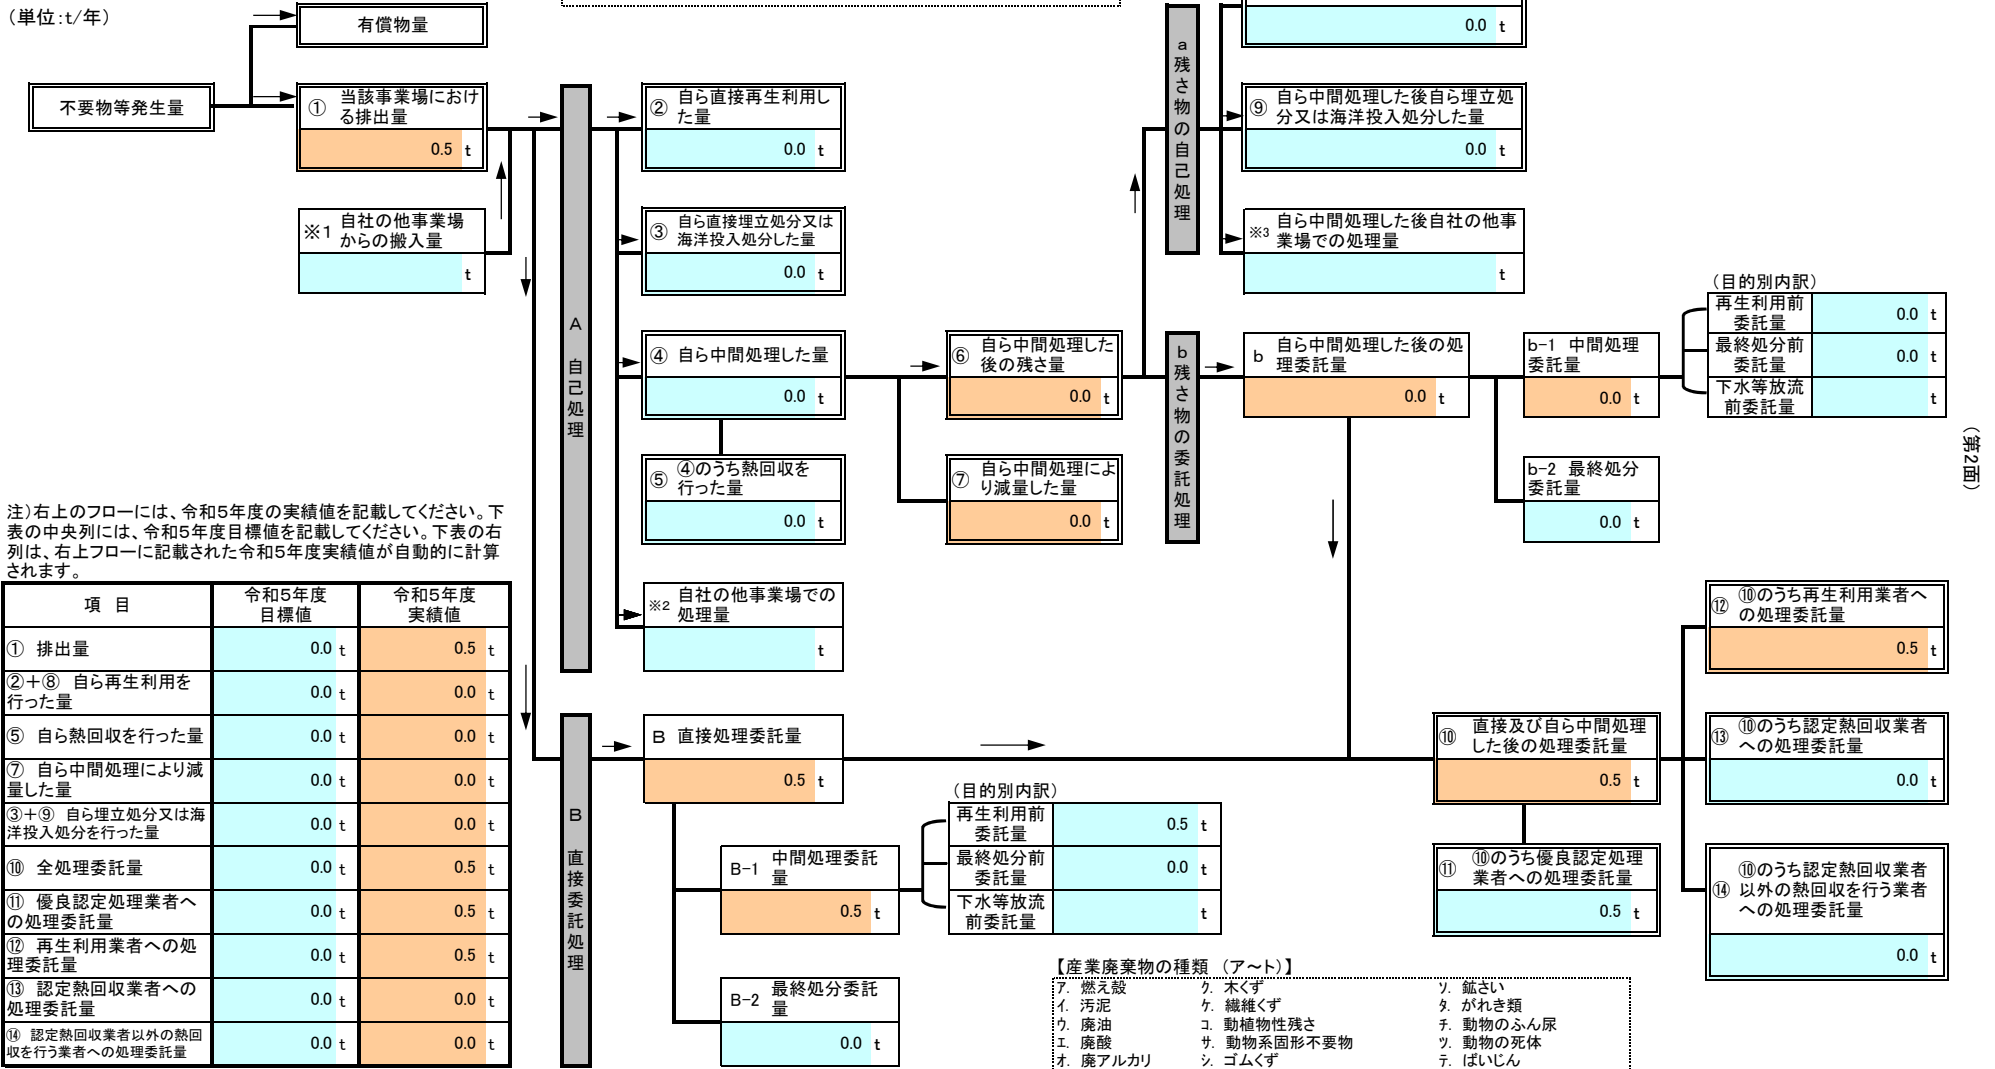 （単位:t/年）
有償物量
不要物等発生量
① 当該事業場におけ
る排出量
0.5 t
※1 自社の他事業場
からの搬入量
t
A 自己処理
② 自ら直接再生利用し
た量
0.0 t
③ 自ら直接埋立処分又は
海洋投入処分した量
0.0 t
④ 自ら中間処理した量
0.0 t
⑤ ④のうち熱回収を
行った量
0.0 t
※2 自社の他事業場での
処理量
t
⑥ 自ら中間処理した
後の残さ量
0.0 t
⑦ 自ら中間処理によ
り減量した量
0.0 t
a 残さ物の自己処理
0.0 t
⑨ 自ら中間処理した後自ら埋立処
分又は海洋投入処分した量
0.0 t
※3 自ら中間処理した後自社の他事
業場での処理量
t
b 残さ物の委託処理
b 自ら中間処理した後の処
理委託量
0.0 t
b-1 中間処理
委託量
0.0 t
b-2 最終処分
委託量
0.0 t
（目的別内訳）
再生利用前
委託量
0.0 t
最終処分前
委託量
0.0 t
下水等放流
前委託量
t
（第2面）
注）右上のフローには、令和5年度の実績値を記載してください。下
表の中央列には、令和5年度目標値を記載してください。下表の右
列は、右上フローに記載された令和5年度実績値が自動的に計算
されます。
項 目 令和5年度
目標値 令和5年度
実績値
① 排出量 0.0 t 0.5 t
②＋⑧ 自ら再生利用を
行った量 0.0 t 0.0 t
⑤ 自ら熱回収を行った量 0.0 t 0.0 t
⑦ 自ら中間処理により減
量した量 0.0 t 0.0 t
③＋⑨ 自ら埋立処分又は海
洋投入処分を行った量 0.0 t 0.0 t
⑩ 全処理委託量 0.0 t 0.5 t
⑪ 優良認定処理業者へ
の処理委託量 0.0 t 0.5 t
⑫ 再生利用業者への処
理委託量 0.0 t 0.5 t
⑬ 認定熱回収業者への
処理委託量 0.0 t 0.0 t
⑭ 認定熱回収業者以外の熱回
収を行う業者への処理委託量 0.0 t 0.0 t
B 直接委託処理
B 直接処理委託量
0.5 t
B-1 中間処理委託
量
0.5 t
B-2 最終処分委託
量
0.0 t
（目的別内訳）
再生利用前
委託量
0.5 t
最終処分前
委託量
0.0 t
下水等放流
前委託量
t
⑩ 直接及び自ら中間処理
した後の処理委託量
0.5 t
⑪ ⑩のうち優良認定処理
業者への処理委託量
0.5 t
⑫ ⑩のうち再生利用業者へ
の処理委託量
0.5 t
⑬ ⑩のうち認定熱回収業者
への処理委託量
0.0 t
⑭ ⑩のうち認定熱回収業者
以外の熱回収を行う業者
への処理委託量
0.0 t
【産業廃棄物の種類 （ア～ト）】
ア. 燃え殻 ク. 木くず ソ. 鉱さい
イ. 汚泥 ケ. 繊維くず タ. がれき類
ウ. 廃油 コ. 動植物性残さ チ. 動物のふん尿
エ. 廃酸 サ. 動物系固形不要物 ツ. 動物の死体
オ. 廃アルカリ シ. ゴムくず テ. ばいじん